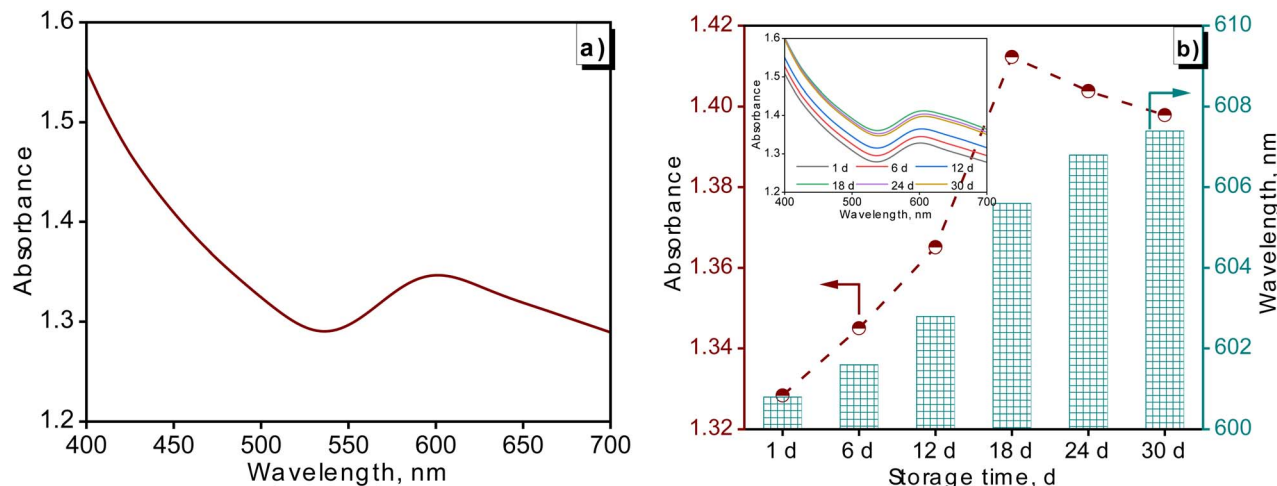 a)
1.6
1.5
1.4
1.3
1.2
Absorbance
400 450 500 550 600 650 700
Wavelength, nm
b)
1.42
1.40
1.38
1.36
1.34
1.32
Absorbance
610
608
606
604
602
600
Wavelength, nm
1 d 6 d 12 d 18 d 24 d 30 d
Storage time, d
1.6
1.5
1.4
1.3
1.2
Absorbance
1 d 6 d 12 d
18 d 24 d 30 d
400 500 600 700
Wavelength, nm